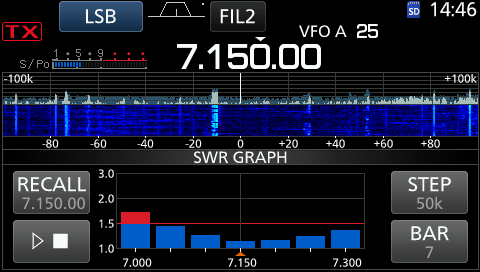 LSB
FIL2
SD
14:46
TX
VFO A 25
1 5 9
S/Po
7.150.00
-100k
+100k
-80 -60 -40 -20 0 +20 +40 +60 +80
SWR GRAPH
RECALL
7.150.00
3.0
2.0
1.5
1.0
7.000 7.150 7.300
STEP
50k
BAR
7